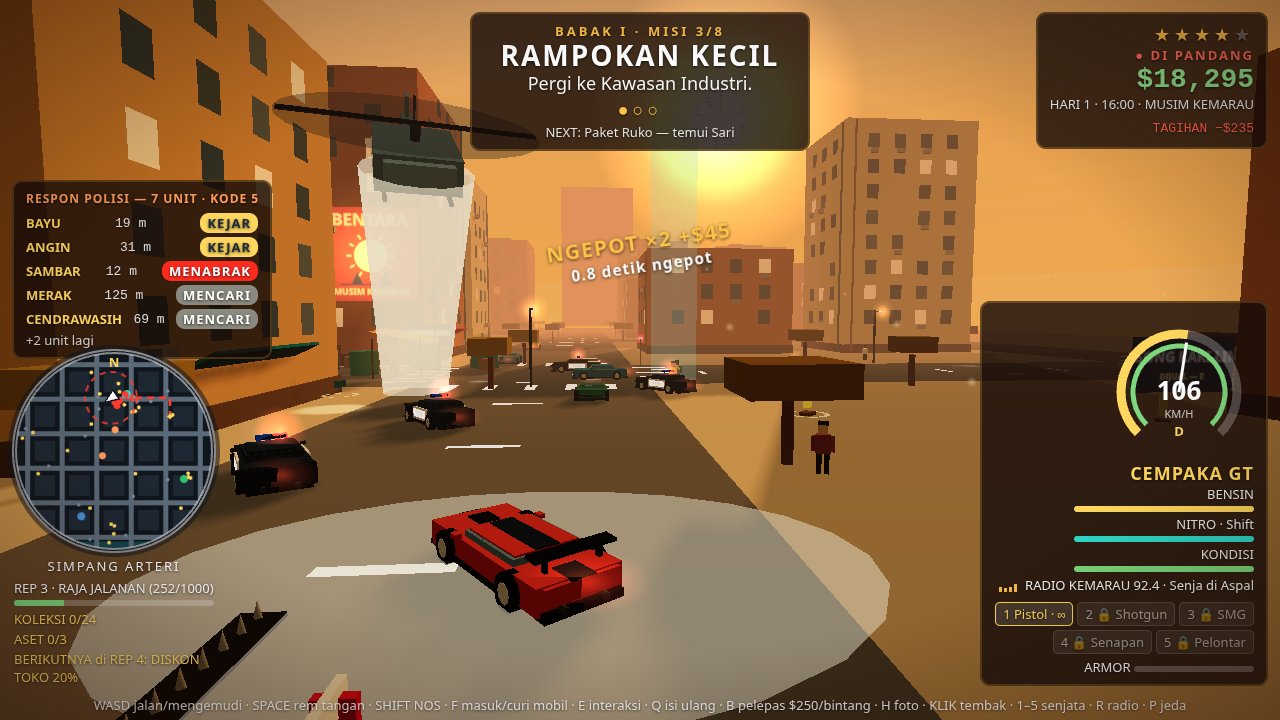 BABAK I · MISI 3/8
RAMPOKAN KECIL
Pergi ke Kawasan Industri.
NEXT: Paket Ruko — temui Sari
★★★★★
● DI PANDANG
$18,295
HARI 1 · 16:00 · MUSIM KEMARAU
TAGIHAN −$235
RESPON POLISI — 7 UNIT · KODE 5
BAYU 19 m KEJAR
ANGIN 31 m KEJAR
SAMBAR 12 m MENABRAK
MERAK 125 m MENCARI
CENDRAWASIH 69 m MENCARI
+2 unit lagi
BENTARA
MUSIM KEMARAU
NGEPOT ×2 +$45
0.8 detik ngepot
N
SIMPANG ARTERI
REP 3 · RAJA JALANAN (252/1000)
KOLEKSI 0/24
ASET 0/3
BERIKUTNYA di REP 4: DISKON
TOKO 20%
106
KM/H
D
CEMPAKA GT
BENSIN
NITRO · Shift
KONDISI
RADIO KEMARAU 92.4 · Senja di Aspal
1 Pistol · ∞
2 🔒 Shotgun
3 🔒 SMG
4 🔒 Senapan
5 🔒 Pelontar
ARMOR
WASD jalan/mengemudi · SPACE rem tangan · SHIFT NOS · F masuk/curi mobil · E interaksi · Q isi ulang · B pelepas $250/bintang · H foto · KLIK tembak · 1–5 senjata · R radio · P jeda